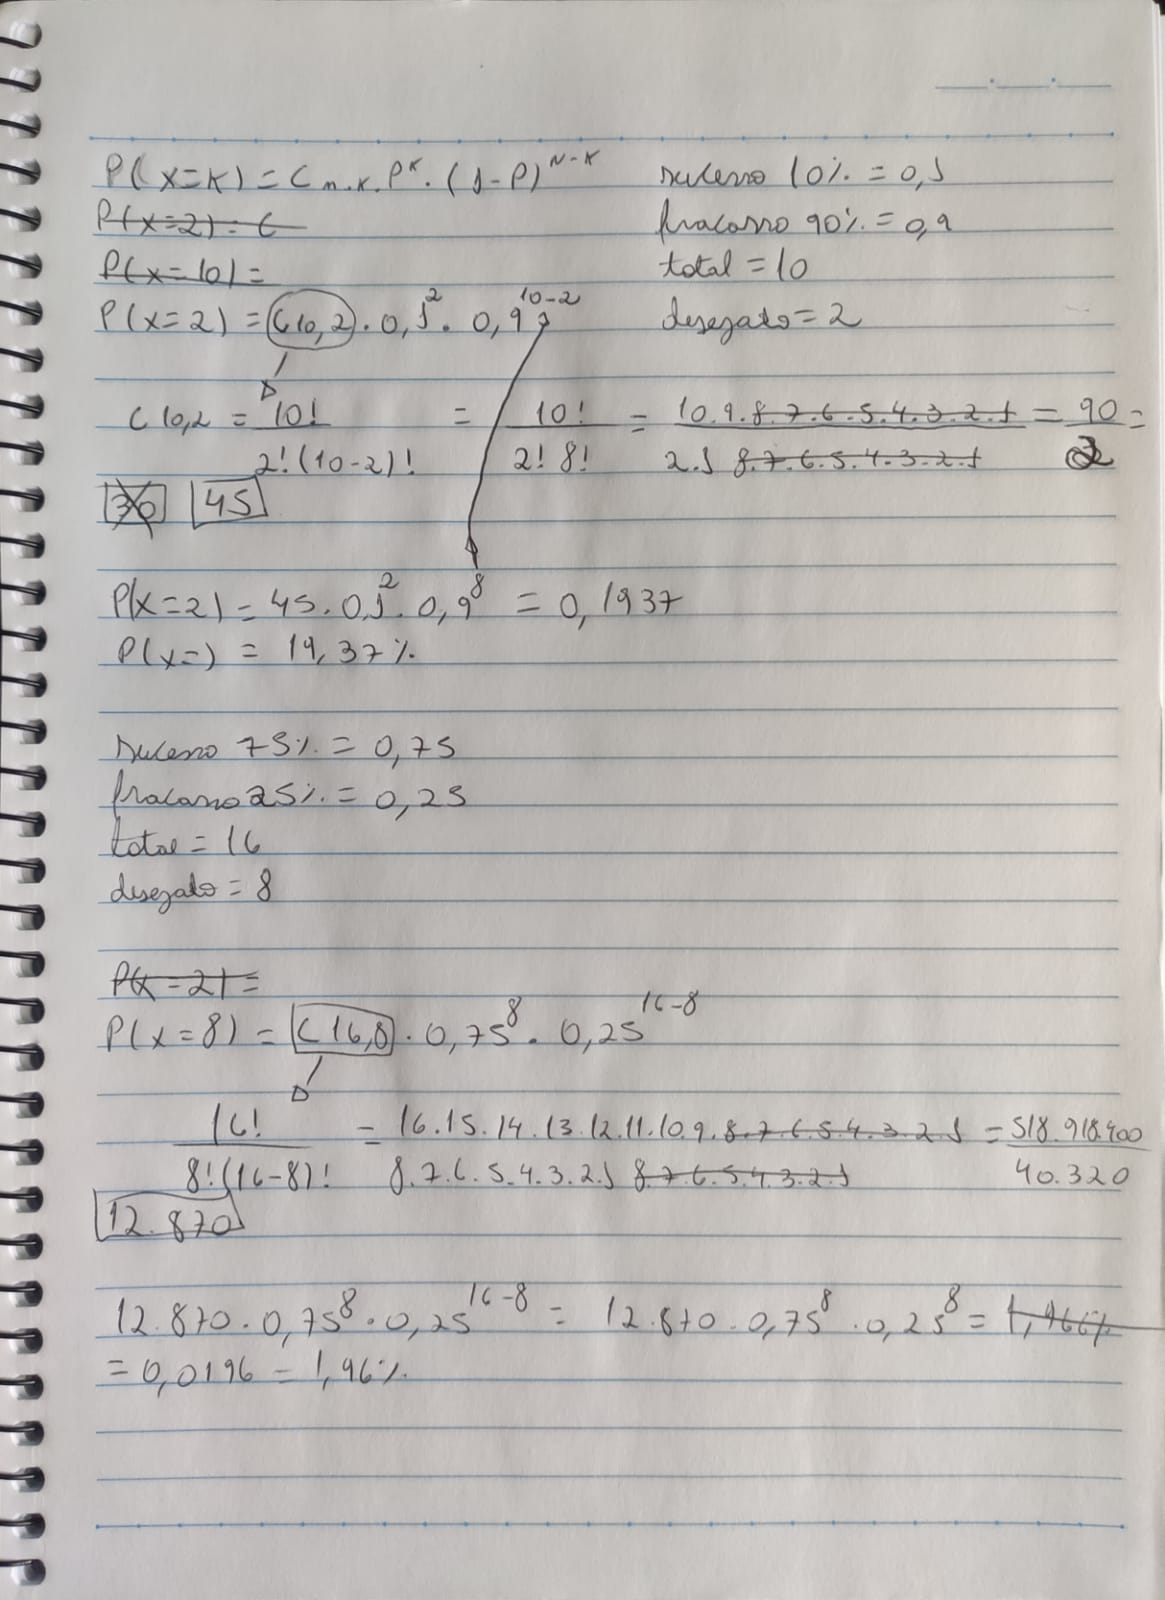 P(X=K) = C n.K. P^K. (1-P)^N-K sucesso 10% = 0,1
P(X=2) = C fracasso 90% = 0,9
P(X=10) = total = 10
P(X=2) = C10,2 . 0,1^2 . 0,9^10-2 desejado = 2
C10,2 = 10!/2!(10-2)! = 10!/2! 8! = 10.9.8.7.6.5.4.3.2.1/2.1 8.7.6.5.4.3.2.1 = 90/2 =
36 45
P(X=2) = 45 . 0,1^2 . 0,9^8 = 0,1937
P(X=) = 19,37%
sucesso 75% = 0,75
fracasso 25% = 0,25
total = 16
desejado = 8
P(X=2) =
P(X=8) = C16,8 . 0,75^8 . 0,25^16-8
16!/8!(16-8)! = 16.15.14.13.12.11.10.9.8.7.6.5.4.3.2.1/8.7.6.5.4.3.2.1 8.7.6.5.4.3.2.1 = 518.918.400/40.320
12.870
12.870 . 0,75^8 . 0,25^16-8 = 12.870 . 0,75^8 . 0,25^8 = 1,966%
= 0,0196 = 1,96%